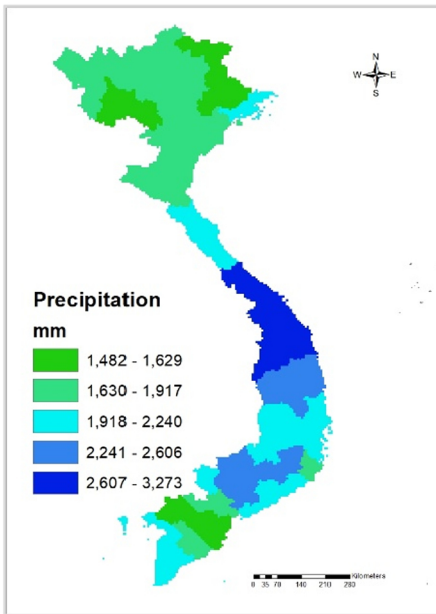 N
W E
S
Precipitation
mm
1,482 - 1,629
1,630 - 1,917
1,918 - 2,240
2,241 - 2,606
2,607 - 3,273
Kilometers
0 35 70 140 210 280